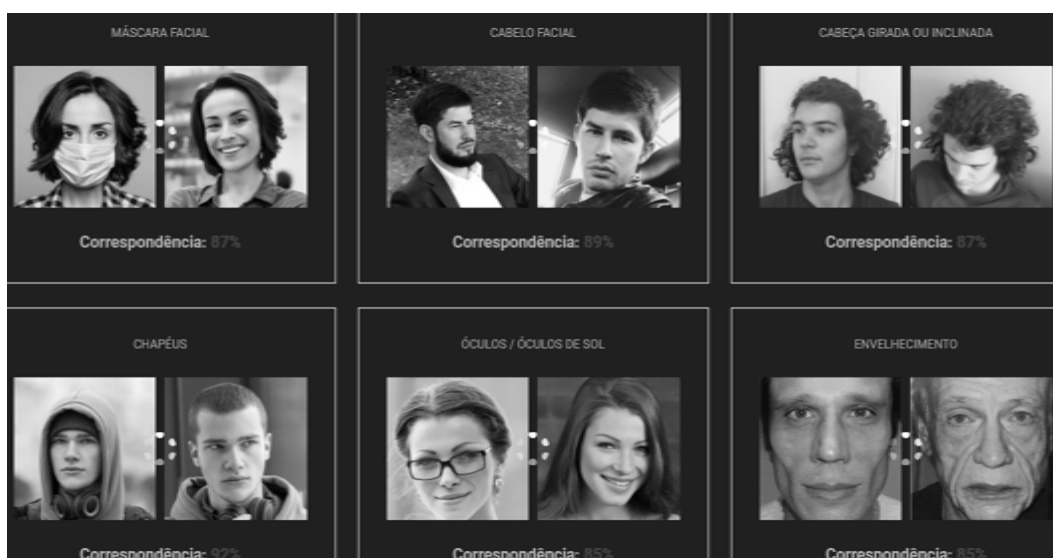 MÁSCARA FACIAL
CABELO FACIAL
CABEÇA GIRADA OU INCLINADA
Correspondência: 87%
Correspondência: 89%
Correspondência: 87%
CHAPÉUS
ÓCULOS / ÓCULOS DE SOL
ENVELHECIMENTO
Correspondência: 92%
Correspondência: 85%
Correspondência: 85%